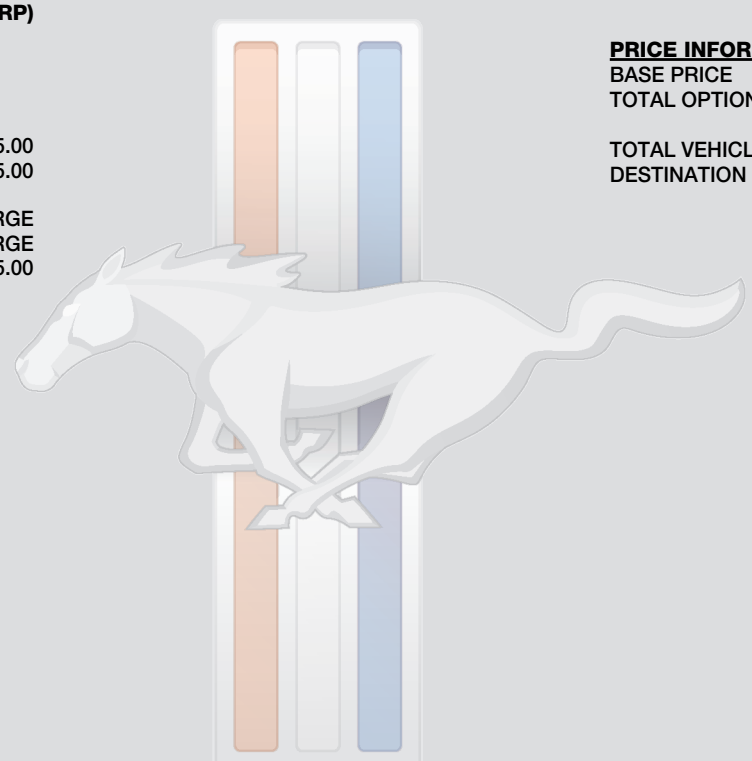 RP)
5.00
5.00
RGE
RGE
5.00
PRICE INFOR
BASE PRICE
TOTAL OPTION
TOTAL VEHICL
DESTINATION